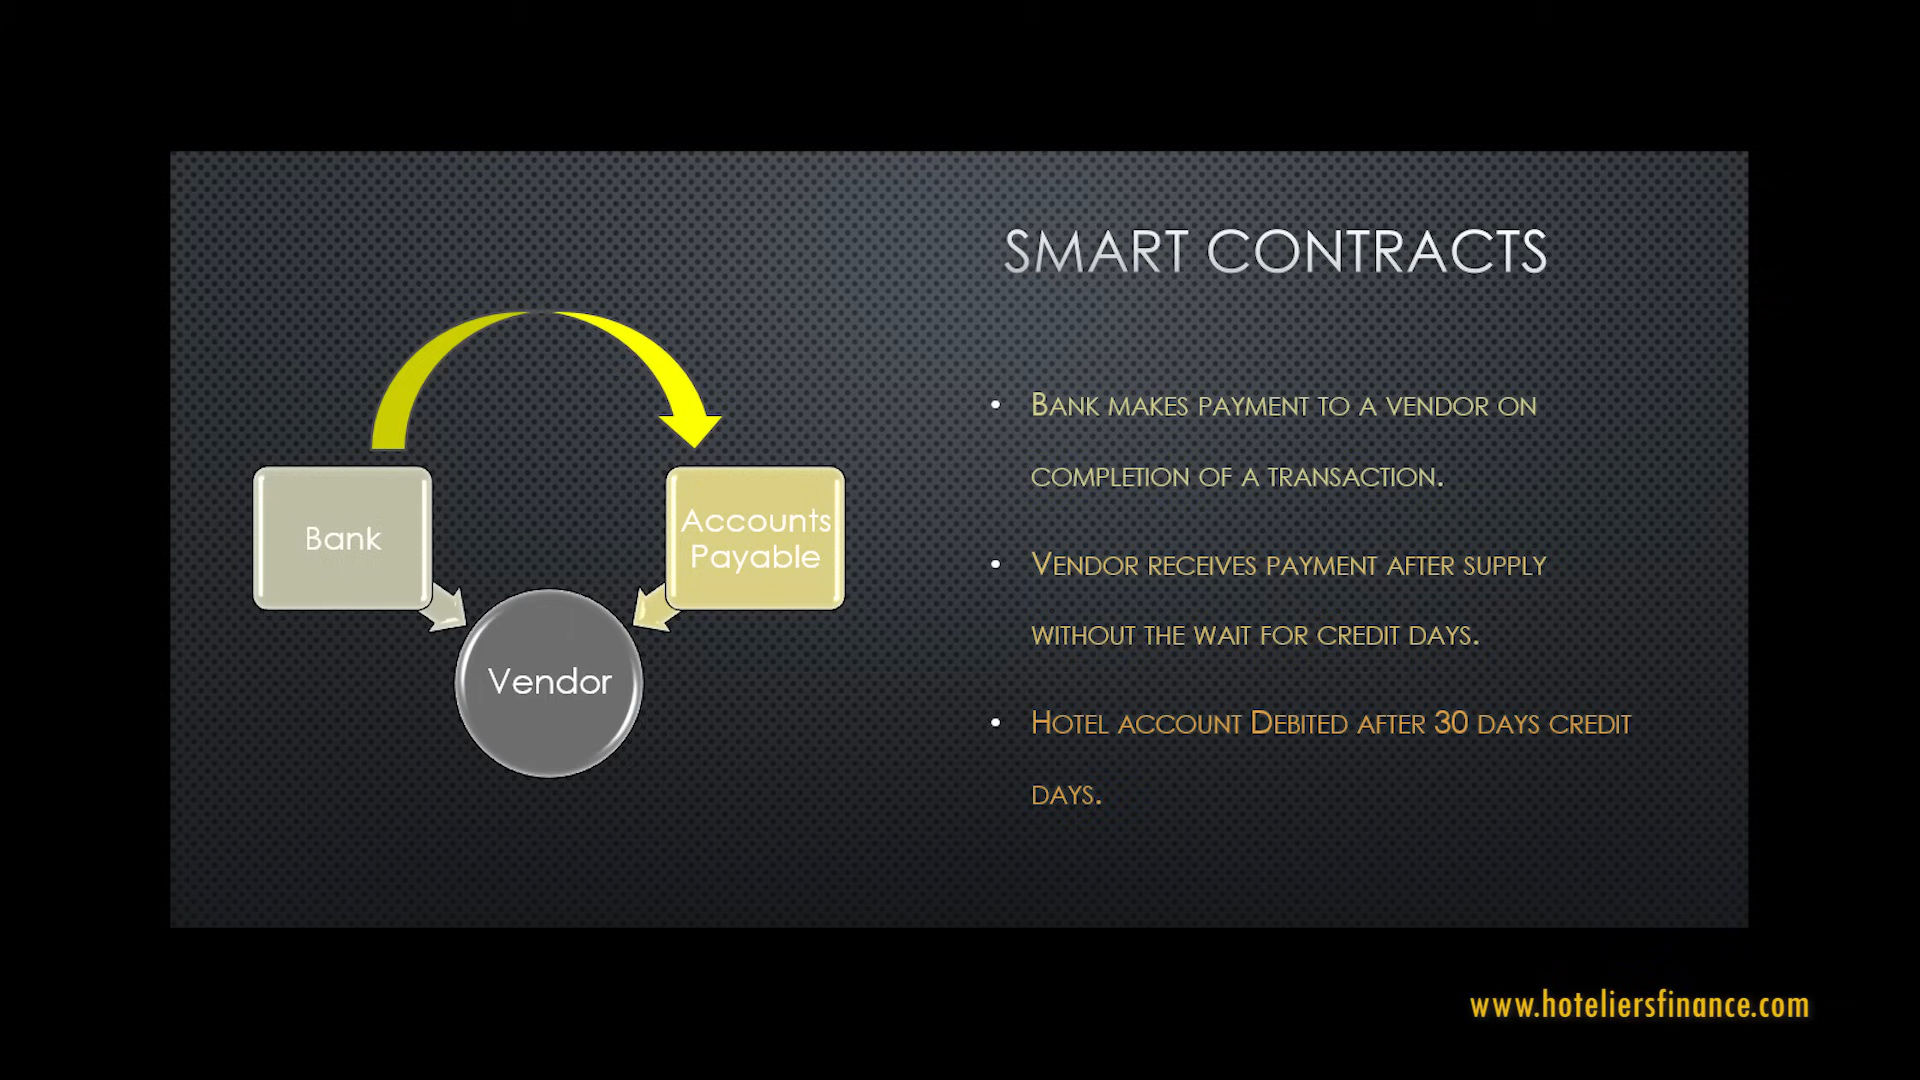 SMART CONTRACTS
Bank
Accounts
Payable
Vendor
• Bank makes payment to a vendor on
completion of a transaction.
• Vendor receives payment after supply
without the wait for credit days.
• Hotel account Debited after 30 days credit
days.
www.hoteliersfinance.com